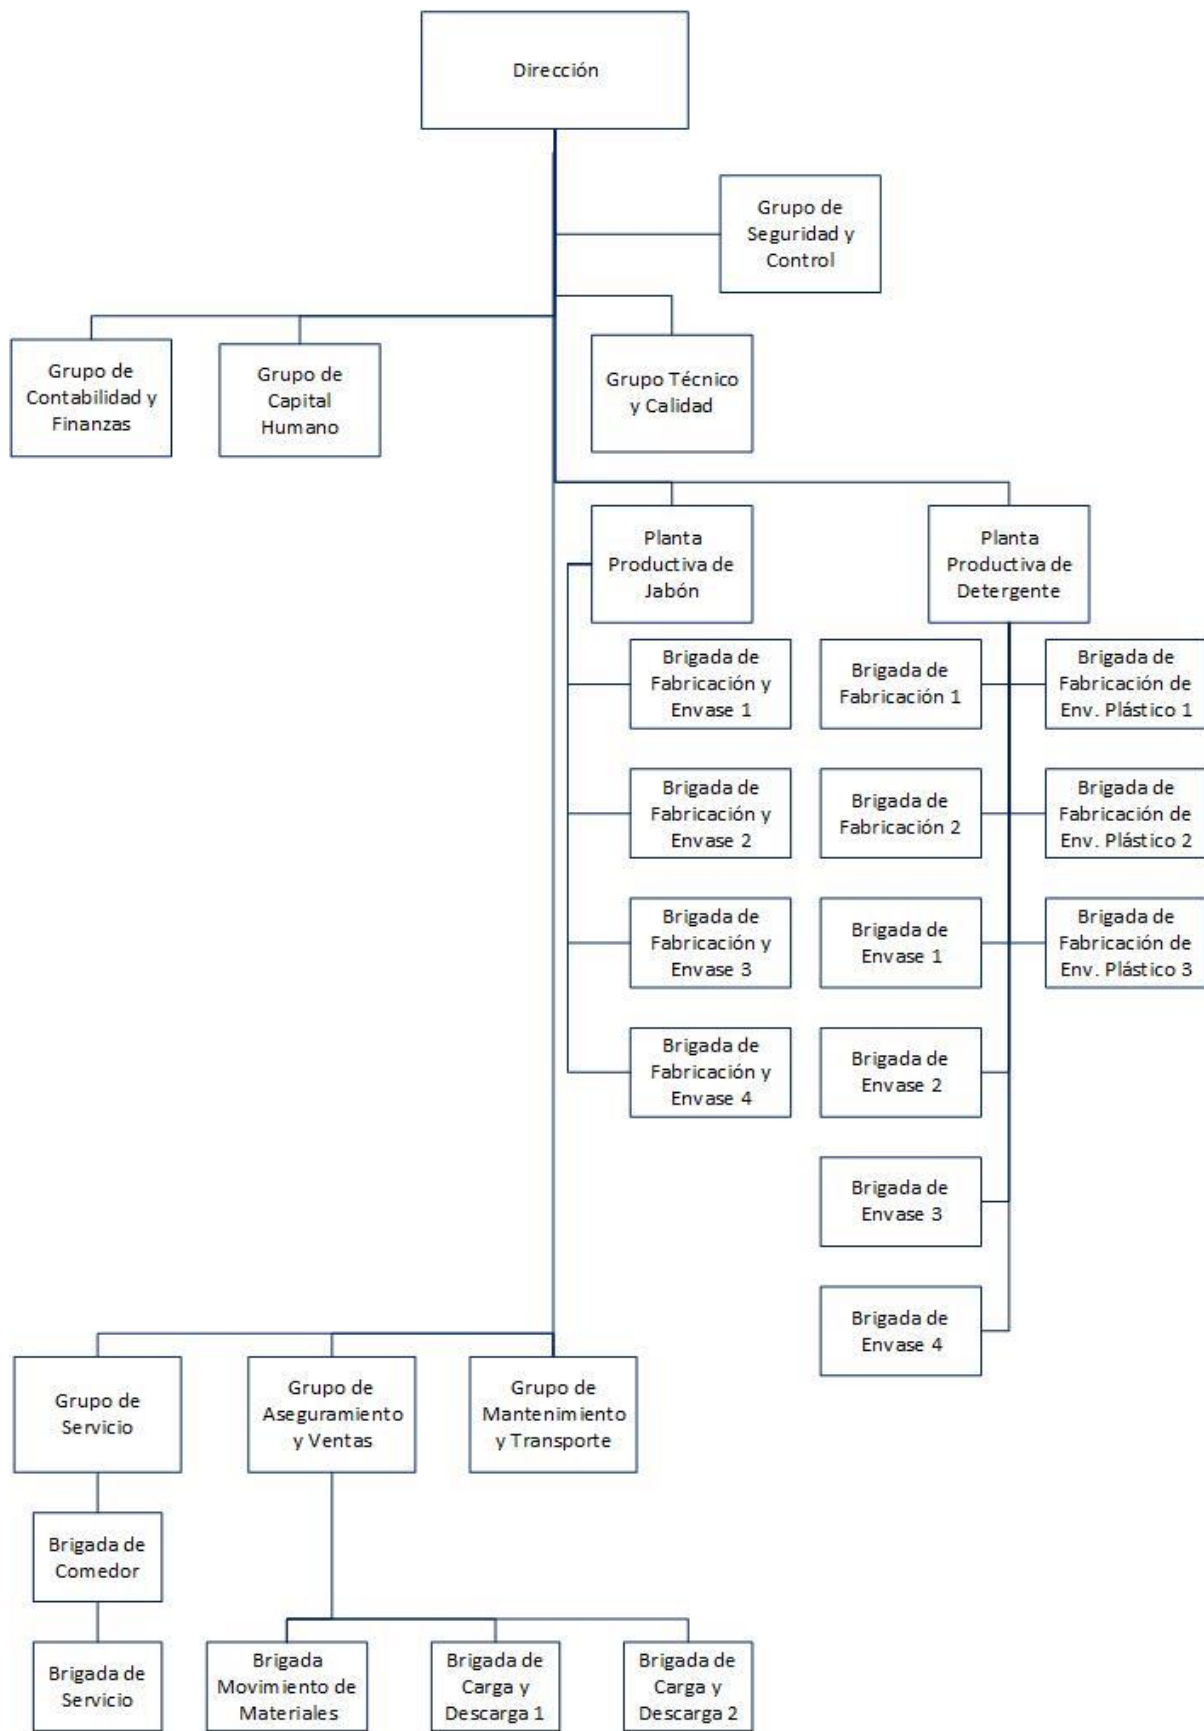 Dirección
Grupo de
Seguridad y
Control
Grupo de
Contabilidad y
Finanzas
Grupo de
Capital
Humano
Grupo Técnico
y Calidad
Planta
Productiva de
Jabón
Planta
Productiva de
Detergente
Brigada de
Fabricación y
Envase 1
Brigada de
Fabricación 1
Brigada de
Fabricación de
Env. Plástico 1
Brigada de
Fabricación y
Envase 2
Brigada de
Fabricación 2
Brigada de
Fabricación de
Env. Plástico 2
Brigada de
Fabricación y
Envase 3
Brigada de
Envase 1
Brigada de
Fabricación de
Env. Plástico 3
Brigada de
Fabricación y
Envase 4
Brigada de
Envase 2
Brigada de
Envase 3
Brigada de
Envase 4
Grupo de
Servicio
Grupo de
Aseguramiento
y Ventas
Grupo de
Mantenimiento
y Transporte
Brigada de
Comedor
Brigada de
Servicio
Brigada
Movimiento de
Materiales
Brigada de
Carga y
Descarga 1
Brigada de
Carga y
Descarga 2